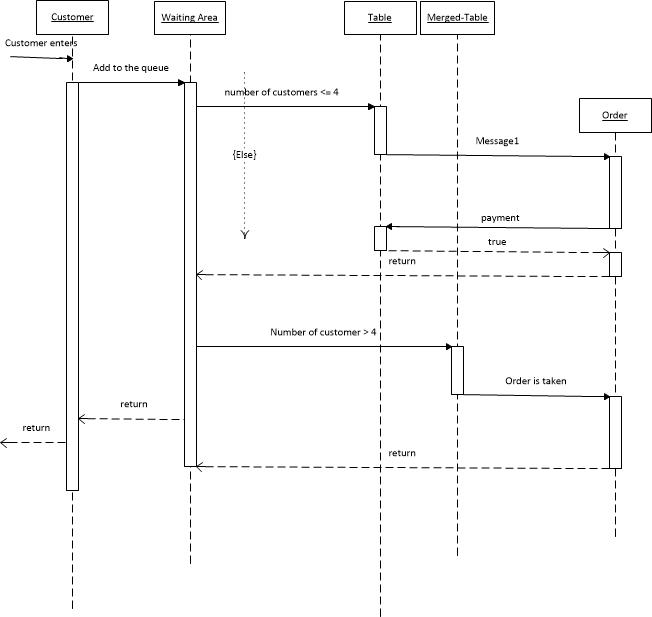 Customer
Waiting Area
Table
Merged-Table
Customer enters
Add to the queue
number of customers <= 4
Order
Message1
{Else}
payment
true
return
Number of customer > 4
Order is taken
return
return
return